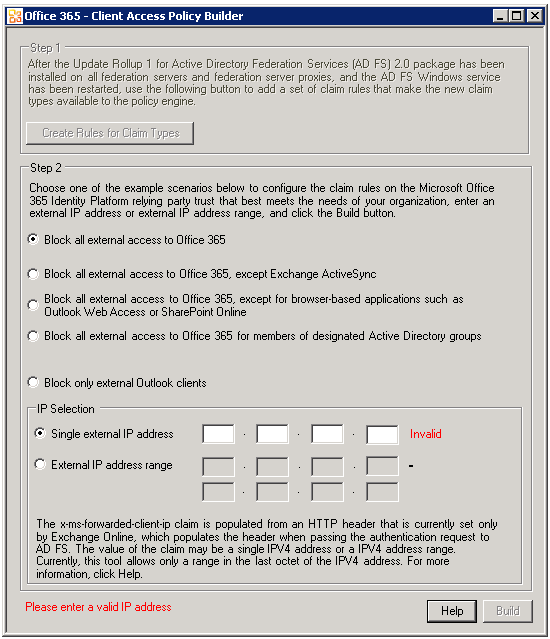 Office 365 - Client Access Policy Builder
Step 1
After the Update Rollup 1 for Active Directory Federation Services (AD FS) 2.0 package has been
installed on all federation servers and federation server proxies, and the AD FS Windows service
has been restarted, use the following button to add a set of claim rules that make the new claim
types available to the policy engine.
Create Rules for Claim Types
Step 2
Choose one of the example scenarios below to configure the claim rules on the Microsoft Office
365 Identity Platform relying party trust that best meets the needs of your organization, enter an
external IP address or external IP address range, and click the Build button.
Block all external access to Office 365
Block all external access to Office 365, except Exchange ActiveSync
Block all external access to Office 365, except for browser-based applications such as
Outlook Web Access or SharePoint Online
Block all external access to Office 365 for members of designated Active Directory groups
Block only external Outlook clients
IP Selection
Single external IP address . . . Invalid
External IP address range . . . -
. . .
The x-ms-forwarded-client-ip claim is populated from an HTTP header that is currently set only
by Exchange Online, which populates the header when passing the authentication request to
AD FS. The value of the claim may be a single IPV4 address or a IPV4 address range.
Currently, this tool allows only a range in the last octet of the IPV4 address. For more
information, click Help.
Please enter a valid IP address
Help
Build